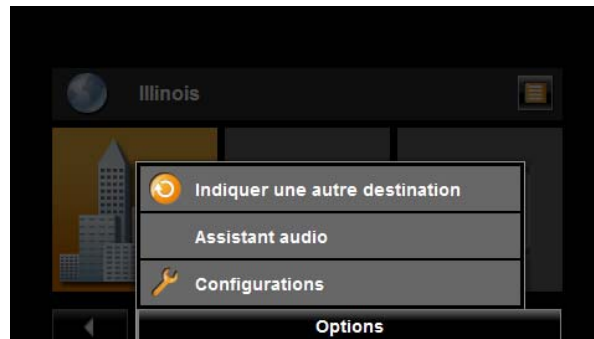 Illinois
Indiquer une autre destination
Assistant audio
Configurations
Options